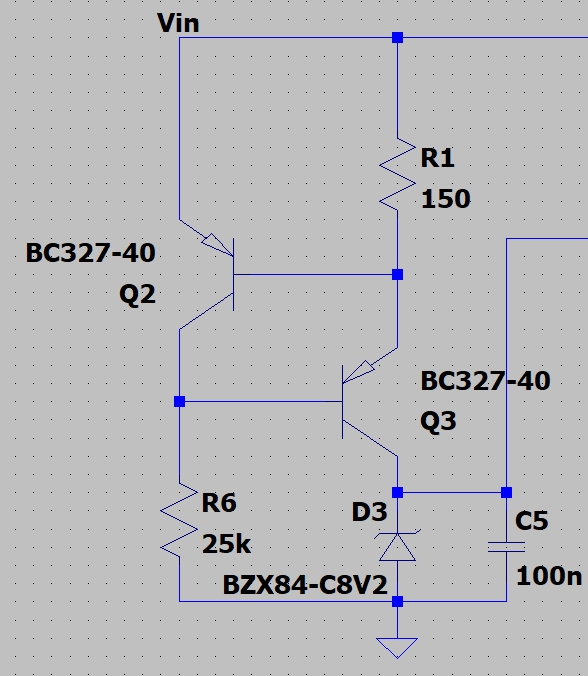 Vin
R1
150
BC327-40
Q2
BC327-40
Q3
R6
25k
D3
BZX84-C8V2
C5
100n